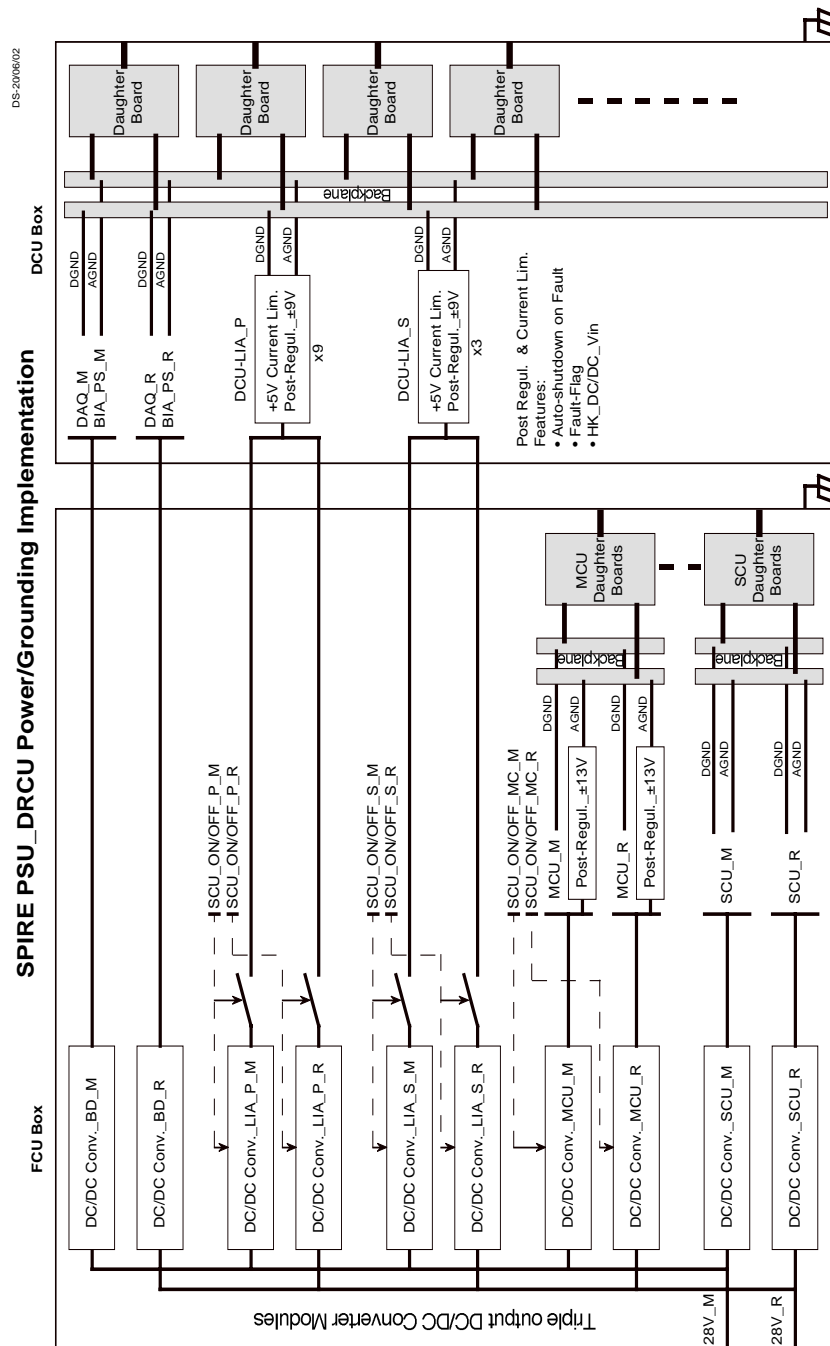 SPIRE PSU_DRCU Power/Grounding Implementation
DS-20/06/02
FCU Box
DCU Box
Triple output DC/DC Converter Modules
28V_M
28V_R
DC/DC Conv._BD_M
DC/DC Conv._BD_R
DC/DC Conv._LIA_P_M
DC/DC Conv._LIA_P_R
DC/DC Conv._LIA_S_M
DC/DC Conv._LIA_S_R
DC/DC Conv._MCU_M
DC/DC Conv._MCU_R
DC/DC Conv._SCU_M
DC/DC Conv._SCU_R
SCU_ON/OFF_P_M
SCU_ON/OFF_P_R
SCU_ON/OFF_S_M
SCU_ON/OFF_S_R
SCU_ON/OFF_MC_M
SCU_ON/OFF_MC_R
MCU_M
Post-Regul._±13V
MCU_R
Post-Regul._±13V
SCU_M
SCU_R
DGND
AGND
DGND
AGND
DGND
AGND
DGND
AGND
Backplane
Backplane
MCU
Daughter
Boards
SCU
Daughter
Boards
DAQ_M
BIA_PS_M
DAQ_R
BIA_PS_R
DCU-LIA_P
+5V Current Lim.
Post-Regul._±9V
x9
DCU-LIA_S
+5V Current Lim.
Post-Regul._±9V
x3
Post Regul. & Current Lim.
Features:
• Auto-shutdown on Fault
• Fault-Flag
• HK_DC/DC_Vin
DGND
AGND
DGND
AGND
DGND
AGND
DGND
AGND
Backplane
Daughter
Board
Daughter
Board
Daughter
Board
Daughter
Board